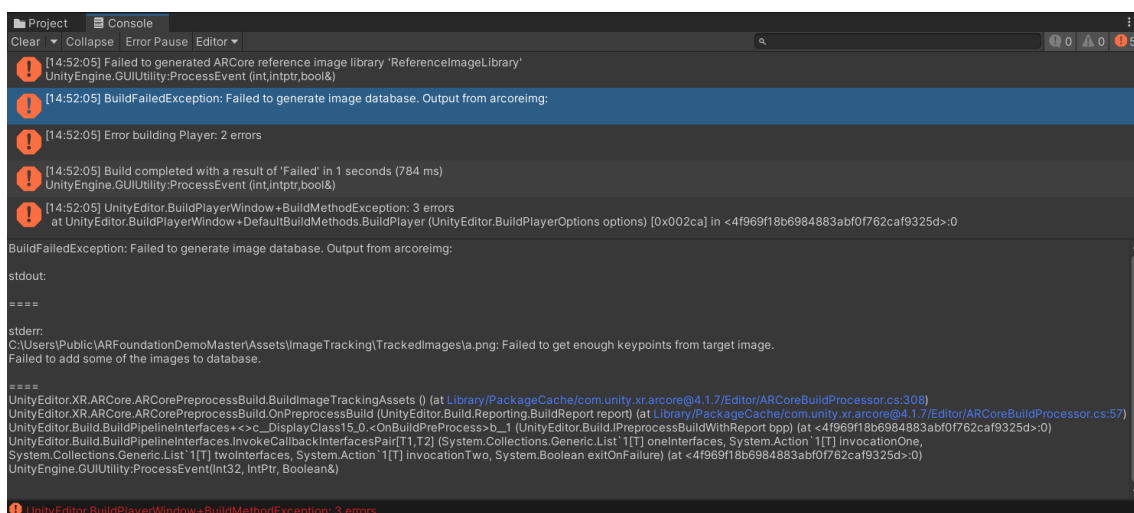 Project Console
Clear Collapse Error Pause Editor 0 0 5
[14:52:05] Failed to generated ARCore reference image library 'ReferenceImageLibrary'
UnityEngine.GUIUtility:ProcessEvent (int,intptr,bool&)
[14:52:05] BuildFailedException: Failed to generate image database. Output from arcoreimg:
[14:52:05] Error building Player: 2 errors
[14:52:05] Build completed with a result of 'Failed' in 1 seconds (784 ms)
UnityEngine.GUIUtility:ProcessEvent (int,intptr,bool&)
[14:52:05] UnityEditor.BuildPlayerWindow+BuildMethodException: 3 errors
at UnityEditor.BuildPlayerWindow+DefaultBuildMethods.BuildPlayer (UnityEditor.BuildPlayerOptions options) [0x002ca] in <4f969f18b6984883abf0f762caf9325d>:0
BuildFailedException: Failed to generate image database. Output from arcoreimg:
stdout:
====
stderr:
C:\Users\Public\ARFoundationDemoMaster\Assets\ImageTracking\TrackedImages\a.png: Failed to get enough keypoints from target image.
Failed to add some of the images to database.
====
UnityEditor.XR.ARCore.ARCorePreprocessBuild.BuildImageTrackingAssets () (at Library/PackageCache/com.unity.xr.arcore@4.1.7/Editor/ARCoreBuildProcessor.cs:308)
UnityEditor.XR.ARCore.ARCorePreprocessBuild.OnPreprocessBuild (UnityEditor.Build.Reporting.BuildReport report) (at Library/PackageCache/com.unity.xr.arcore@4.1.7/Editor/ARCoreBuildProcessor.cs:57)
UnityEditor.Build.BuildPipelineInterfaces+<>c__DisplayClass15_0.<OnBuildPreProcess>b__1 (UnityEditor.Build.IPreprocessBuildWithReport bpp) (at <4f969f18b6984883abf0f762caf9325d>:0)
UnityEditor.Build.BuildPipelineInterfaces.InvokeCallbackInterfacesPair[T1,T2] (System.Collections.Generic.List`1[T] oneInterfaces, System.Action`1[T] invocationOne,
System.Collections.Generic.List`1[T] twoInterfaces, System.Action`1[T] invocationTwo, System.Boolean exitOnFailure) (at <4f969f18b6984883abf0f762caf9325d>:0)
UnityEngine.GUIUtility:ProcessEvent(Int32, IntPtr, Boolean&)
UnityEditor.BuildPlayerWindow+BuildMethodException: 3 errors